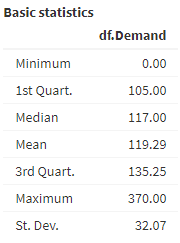 Basic statistics
df.Demand
Minimum 0.00
1st Quart. 105.00
Median 117.00
Mean 119.29
3rd Quart. 135.25
Maximum 370.00
St. Dev. 32.07